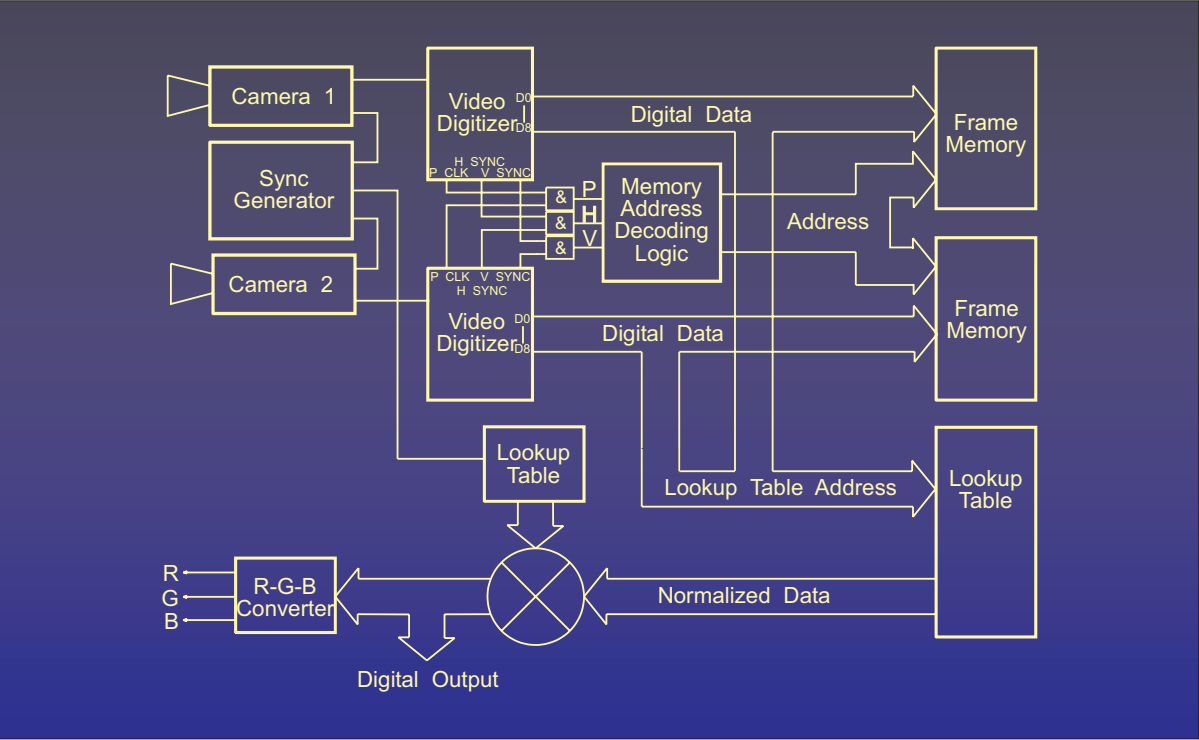 Camera 1
Sync
Generator
Camera 2
Video
Digitizer
D0
D8
H SYNC
P CLK V SYNC
&
&
&
P
H
V
Memory
Address
Decoding
Logic
Digital Data
Address
Frame
Memory
P CLK V SYNC
H SYNC
Video
Digitizer
D0
D8
Digital Data
Frame
Memory
Lookup
Table
Lookup Table Address
Lookup
Table
R
G
B
R-G-B
Converter
Normalized Data
Digital Output